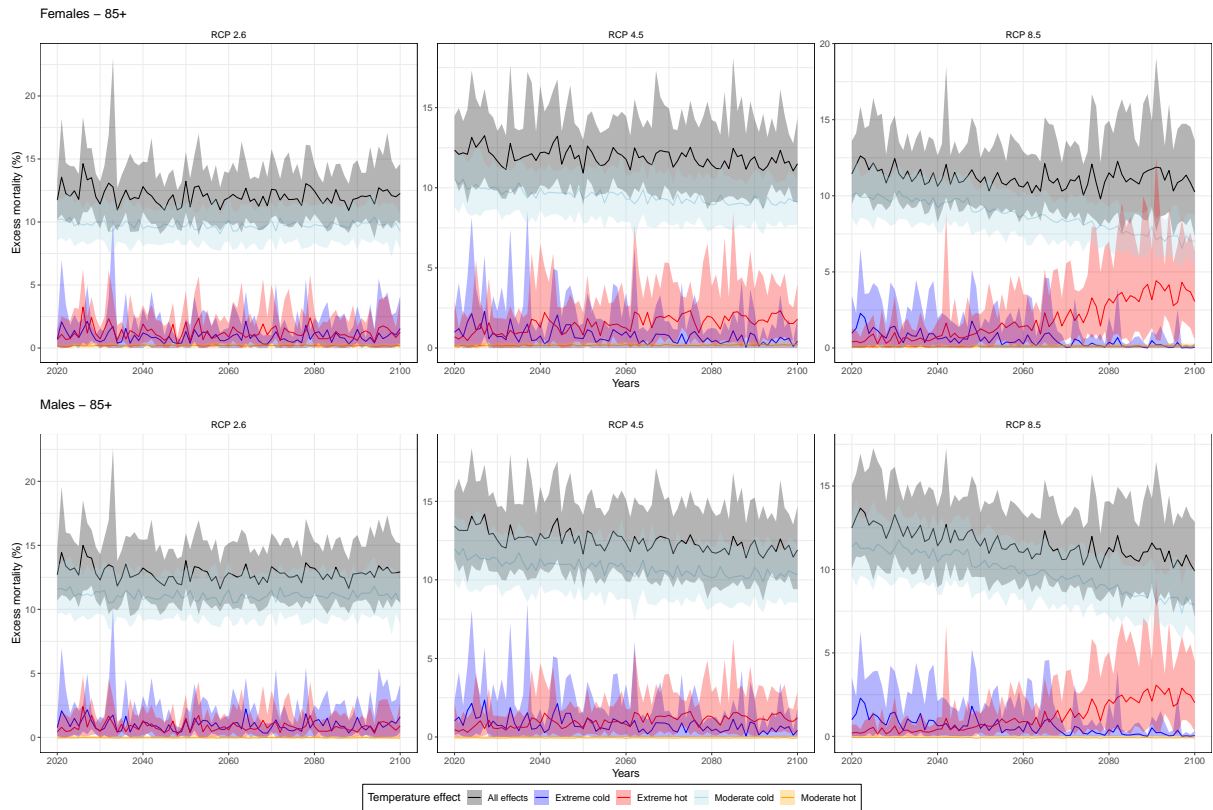 Females – 85+
RCP 2.6 RCP 4.5 RCP 8.5
Excess mortality (%)
20
15
10
5
0
15
10
5
0
20
15
10
5
0
2020 2040 2060 2080 2100 2020 2040 2060 2080 2100 2020 2040 2060 2080 2100
Years
Males – 85+
RCP 2.6 RCP 4.5 RCP 8.5
Excess mortality (%)
20
15
10
5
0
15
10
5
0
15
10
5
0
2020 2040 2060 2080 2100 2020 2040 2060 2080 2100 2020 2040 2060 2080 2100
Years
Temperature effect All effects Extreme cold Extreme hot Moderate cold Moderate hot